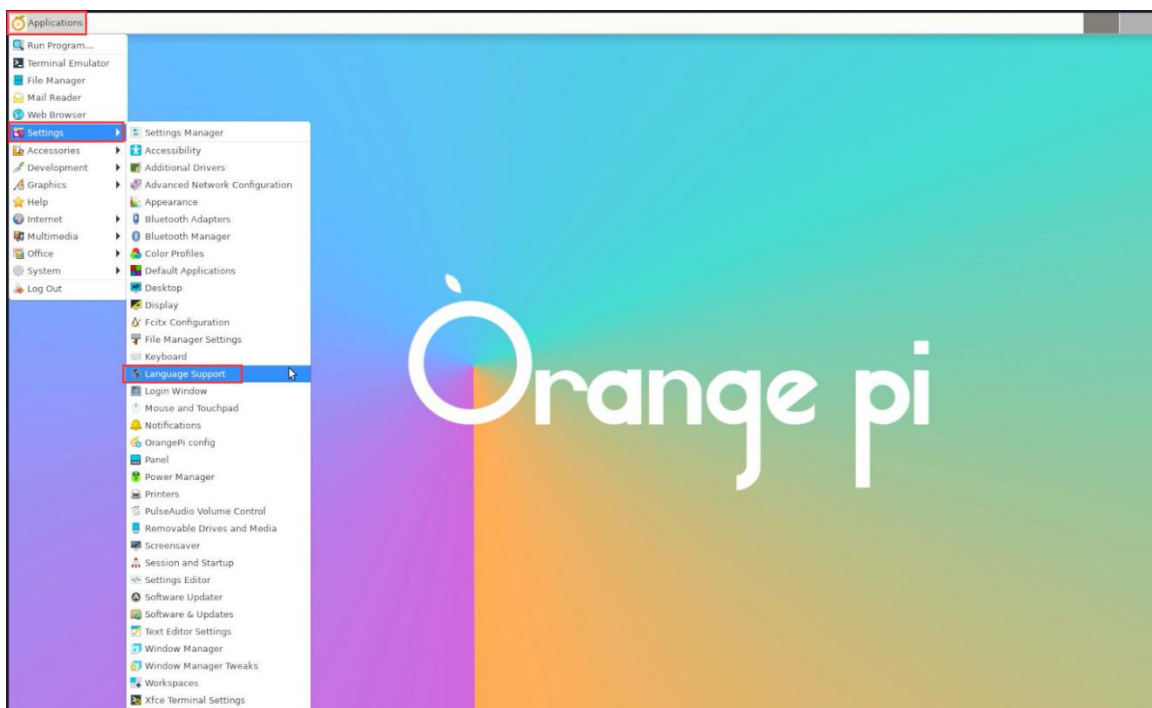 Applications
Run Program...
Terminal Emulator
File Manager
Mail Reader
Web Browser
Settings
Accessories
Development
Graphics
Help
Internet
Multimedia
Office
System
Log Out
Settings Manager
Accessibility
Additional Drivers
Advanced Network Configuration
Appearance
Bluetooth Adapters
Bluetooth Manager
Color Profiles
Default Applications
Desktop
Display
Fcitx Configuration
File Manager Settings
Keyboard
Language Support
Login Window
Mouse and Touchpad
Notifications
OrangePi config
Panel
Power Manager
Printers
PulseAudio Volume Control
Removable Drives and Media
Screensaver
Session and Startup
Settings Editor
Software Updater
Software & Updates
Text Editor Settings
Window Manager
Window Manager Tweaks
Workspaces
Xfce Terminal Settings
Orange pi